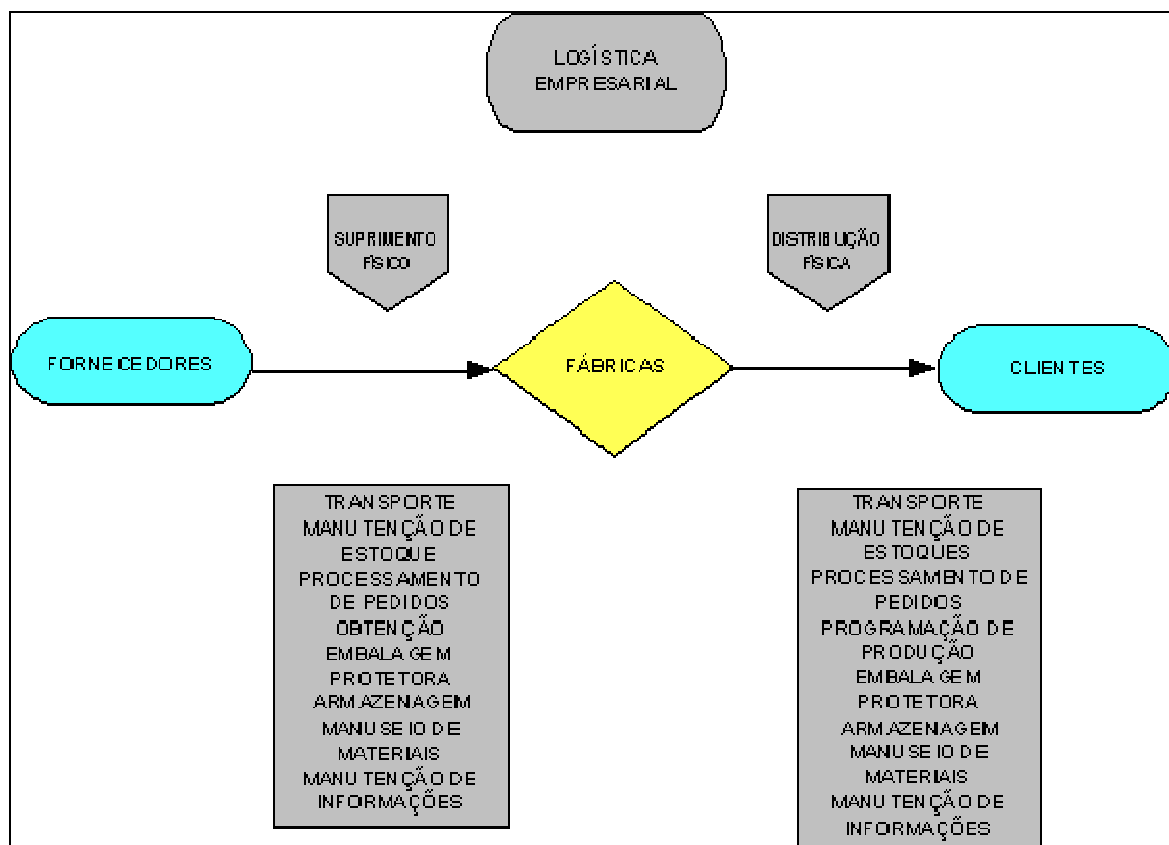 LOGÍSTICA
EMPRESARIAL
SUPRIMENTO
FÍSICO
DISTRIBUÇÃO
FÍSICA
FORNECEDORES
FÁBRICAS
CLIENTES
TRANSPORTE
MANUTENÇÃO DE
ESTOQUE
PROCESSAMENTO
DE PEDIDOS
OBTENÇÃO
EMBALAGEM
PROTETORA
ARMAZENAGEM
MANUSEIO DE
MATERIAIS
MANUTENÇÃO DE
INFORMAÇÕES
TRANSPORTE
MANUTENÇÃO DE
ESTOQUES
PROCESSAMENTO DE
PEDIDOS
PROGRAMAÇÃO DE
PRODUÇÃO
EMBALAGEM
PROTETORA
ARMAZENAGEM
MANUSEIO DE
MATERIAIS
MANUTENÇÃO DE
INFORMAÇÕES